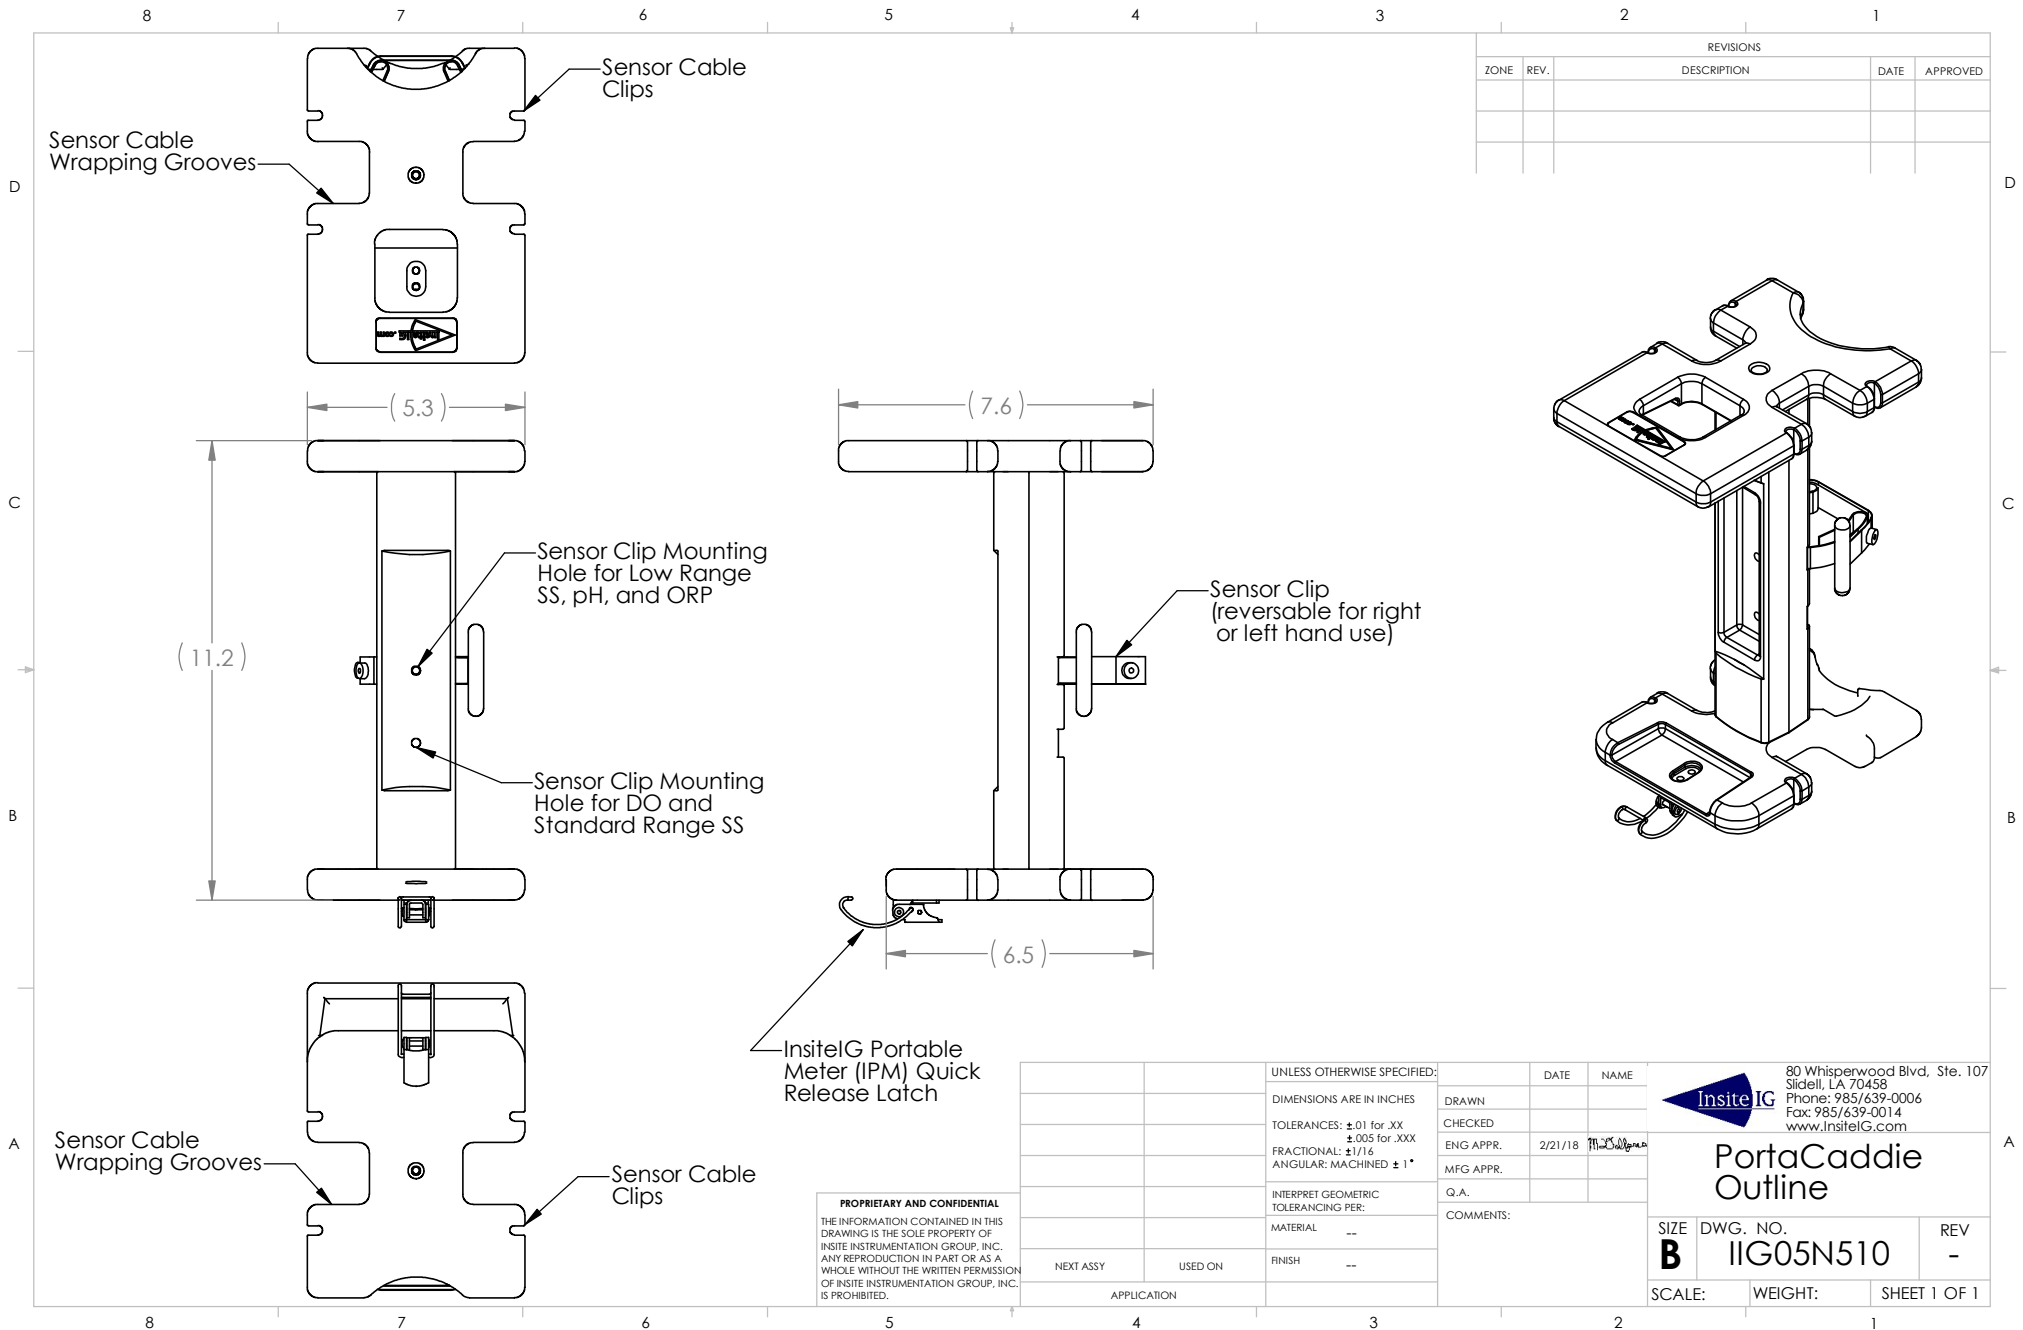 8 7 6 5 4 3 2 1
REVISIONS
ZONE REV. DESCRIPTION DATE APPROVED
Sensor Cable
Clips
Sensor Cable
Wrapping Grooves
D D
( 5.3 )
( 7.6 )
C C
( 11.2 )
Sensor Clip Mounting
Hole for Low Range
SS, pH, and ORP
Sensor Clip
(reversable for right
or left hand use)
Sensor Clip Mounting
Hole for DO and
Standard Range SS
B B
( 6.5 )
InsiteIG Portable
Meter (IPM) Quick
Release Latch
Sensor Cable
Wrapping Grooves
Sensor Cable
Clips
A A
PROPRIETARY AND CONFIDENTIAL
THE INFORMATION CONTAINED IN THIS
DRAWING IS THE SOLE PROPERTY OF
INSITE INSTRUMENTATION GROUP, INC.
ANY REPRODUCTION IN PART OR AS A
WHOLE WITHOUT THE WRITTEN PERMISSION
OF INSITE INSTRUMENTATION GROUP, INC.
IS PROHIBITED.
NEXT ASSY USED ON
APPLICATION
UNLESS OTHERWISE SPECIFIED:
DIMENSIONS ARE IN INCHES
TOLERANCES: ±.01 for .XX
±.005 for .XXX
FRACTIONAL: ±1/16
ANGULAR: MACHINED ± 1°
INTERPRET GEOMETRIC
TOLERANCING PER:
MATERIAL
--
FINISH --
DATE NAME
DRAWN
CHECKED
ENG APPR. 2/21/18
MFG APPR.
Q.A.
COMMENTS:
Insite IG
80 Whisperwood Blvd, Ste. 107
Slidell, LA 70458
Phone: 985/639-0006
Fax: 985/639-0014
www.InsiteIG.com
PortaCaddie
Outline
SIZE DWG. NO. REV
B IIG05N510 -
SCALE: WEIGHT: SHEET 1 OF 1
8 7 6 5 4 3 2 1